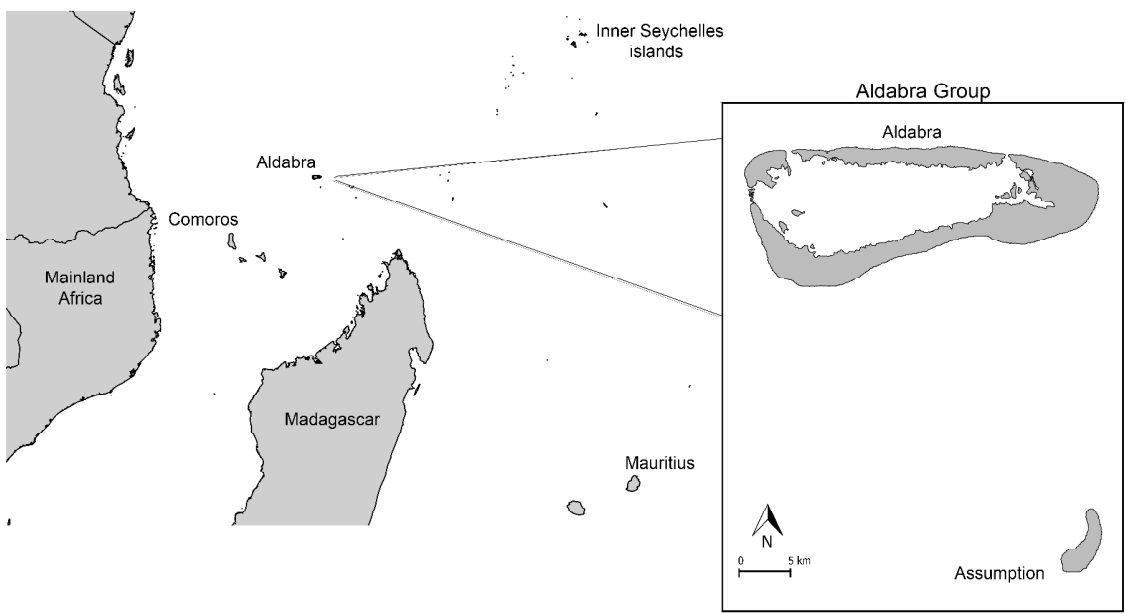 Inner Seychelles
islands
Aldabra Group
Aldabra
Aldabra
Comoros
Mainland
Africa
Madagascar
Mauritius
N
0 5 km
Assumption